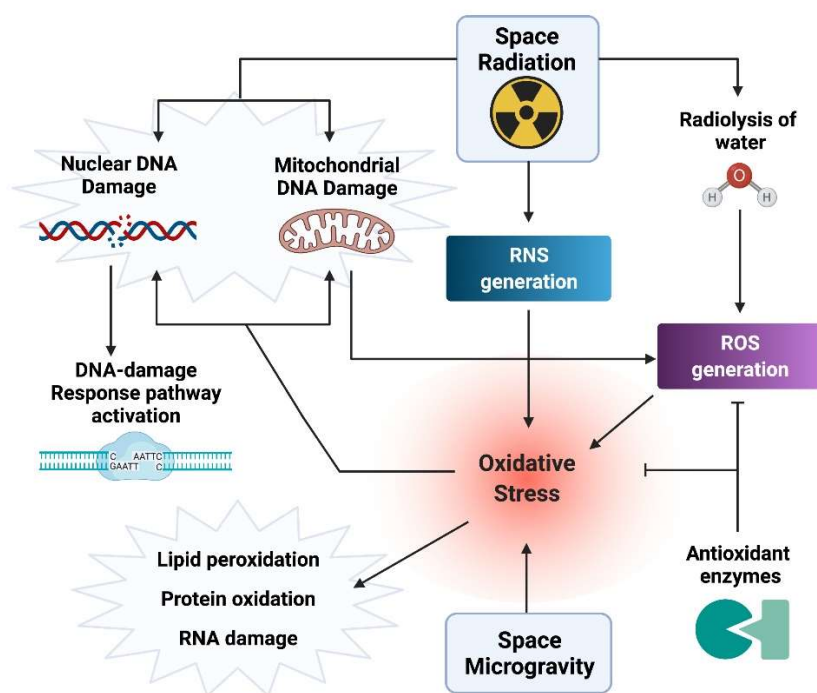 Space
Radiation
Radiolysis of
water
H
O
H
Nuclear DNA
Damage
Mitochondrial
DNA Damage
RNS
generation
ROS
generation
DNA-damage
Response pathway
activation
C AATTC
GAATT C
Oxidative
Stress
Lipid peroxidation
Protein oxidation
RNA damage
Antioxidant
enzymes
Space
Microgravity